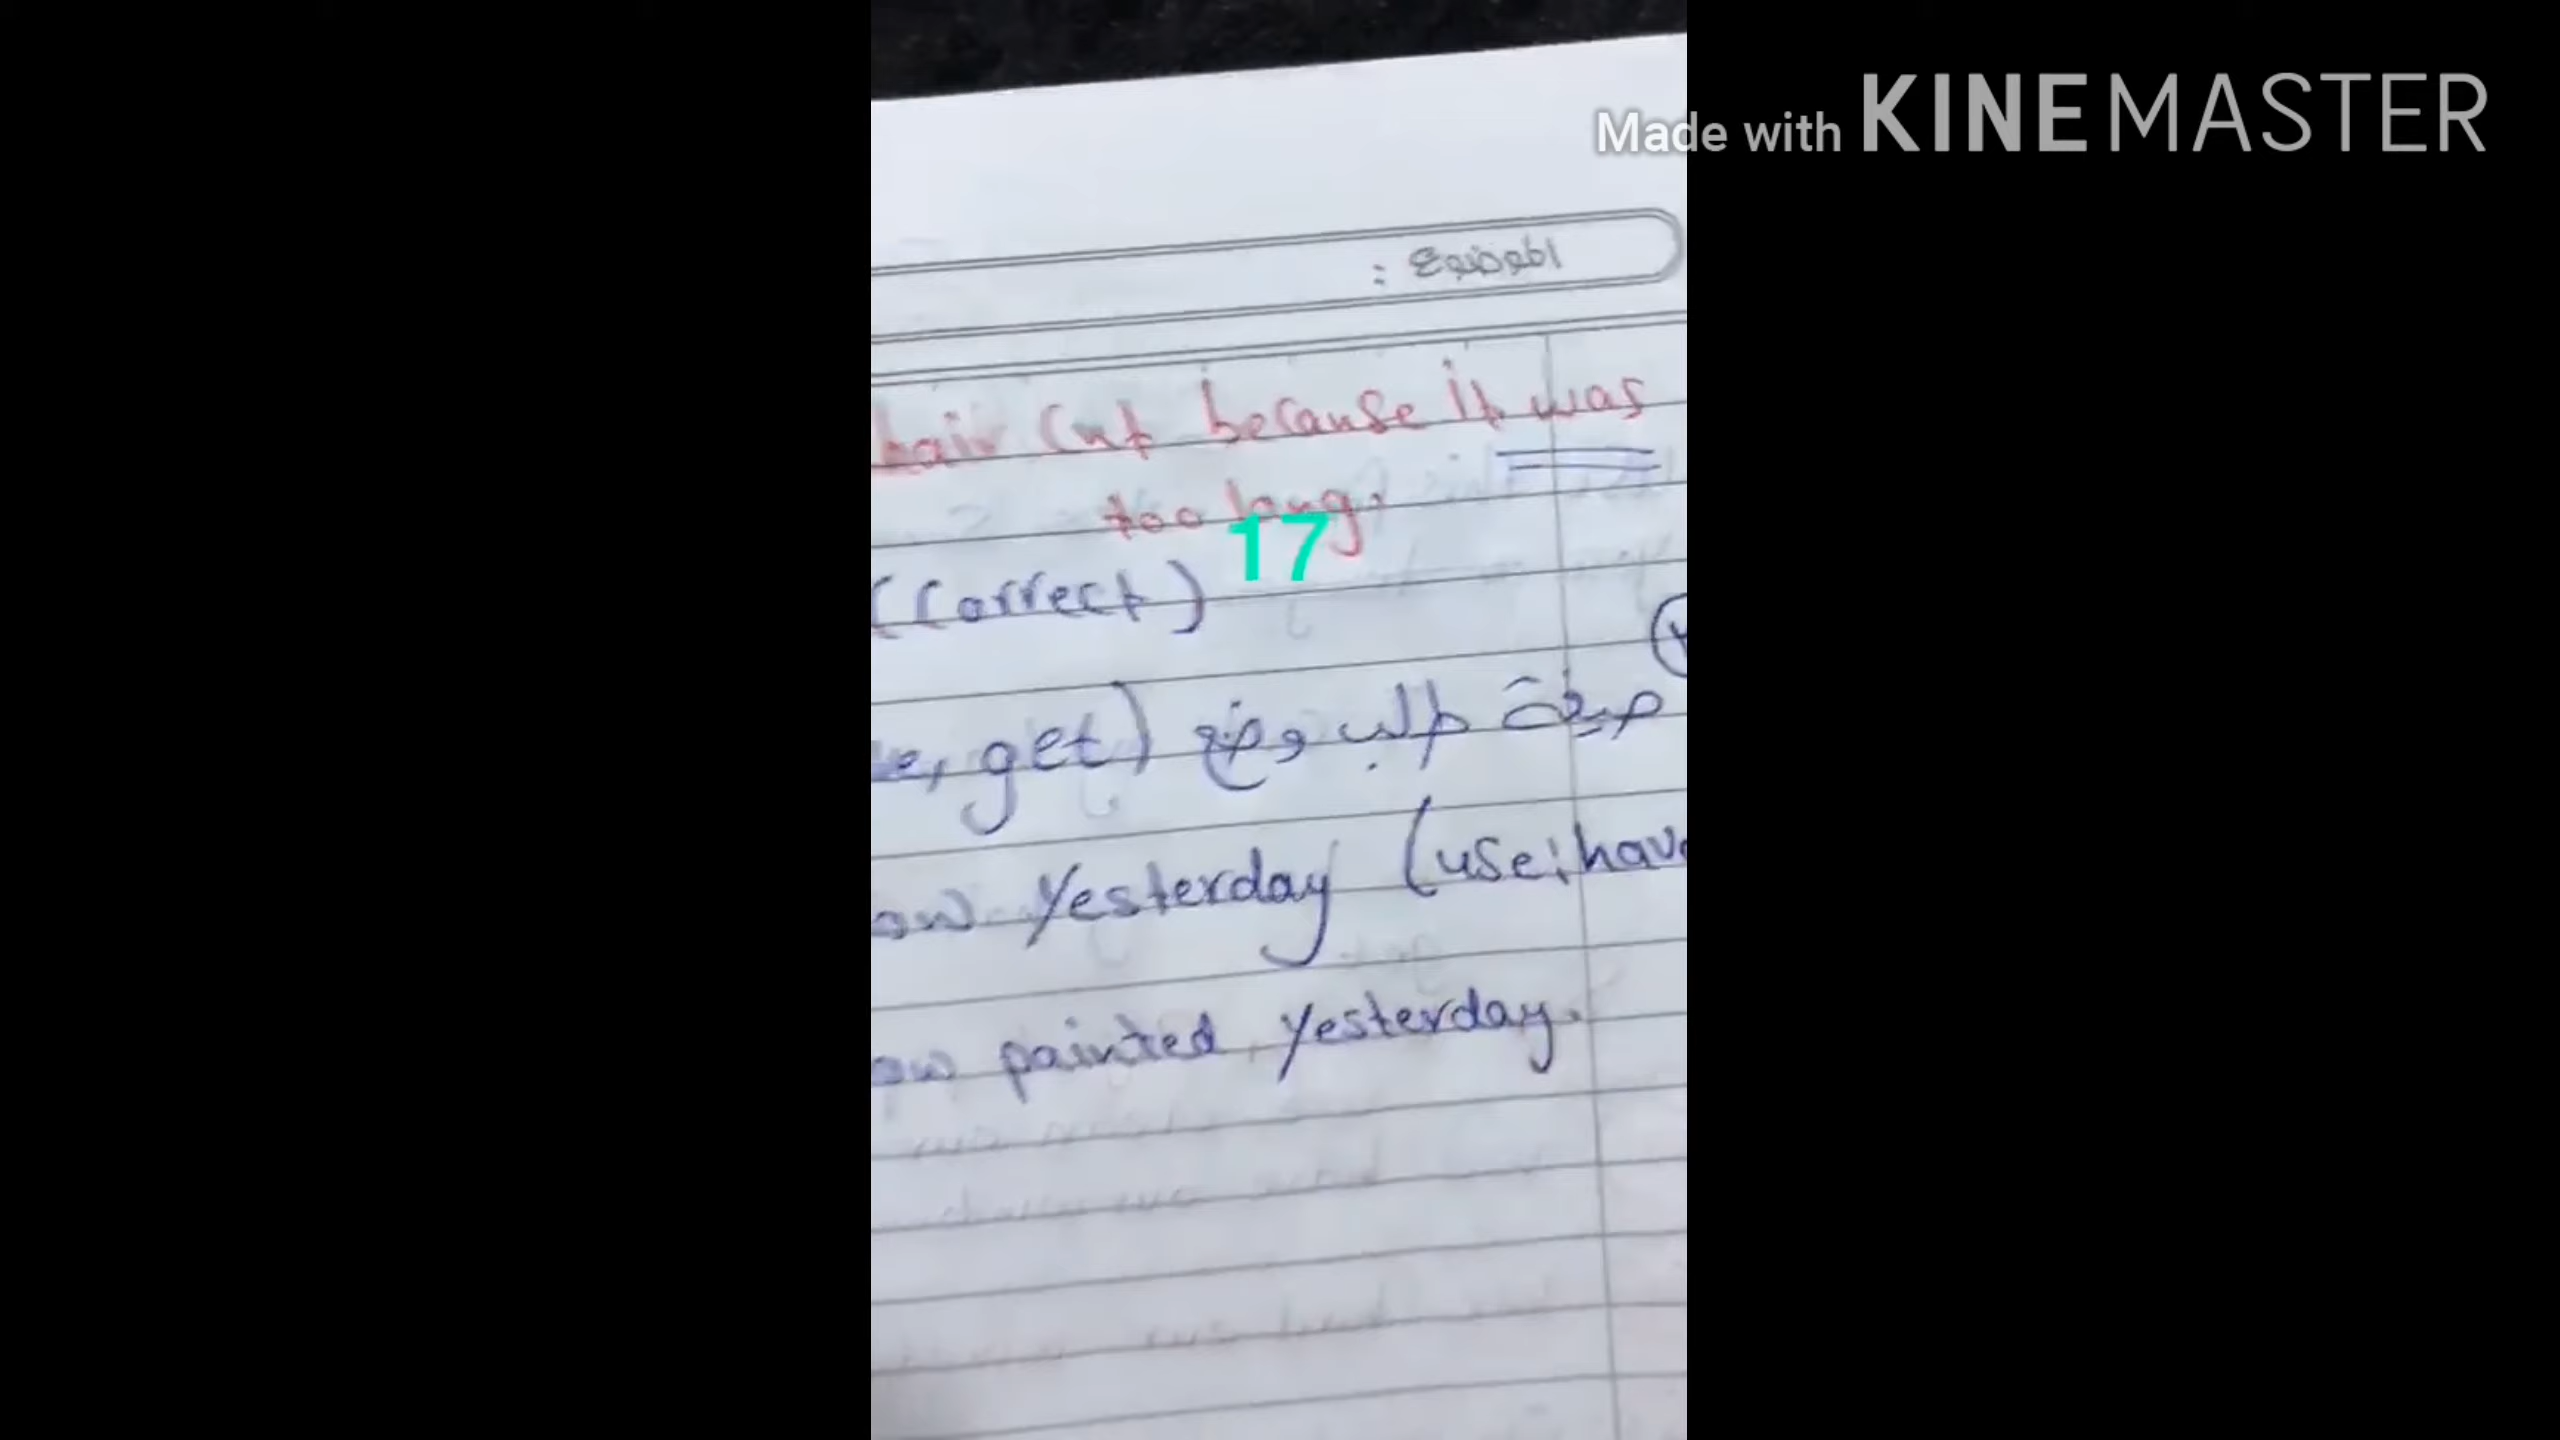 Made with KINEMASTER
الموضوع :
hair cut because it was
too long.
17
(Correct)
صيغة طلب وضع (get
yesterday (use: have
painted yesterday.